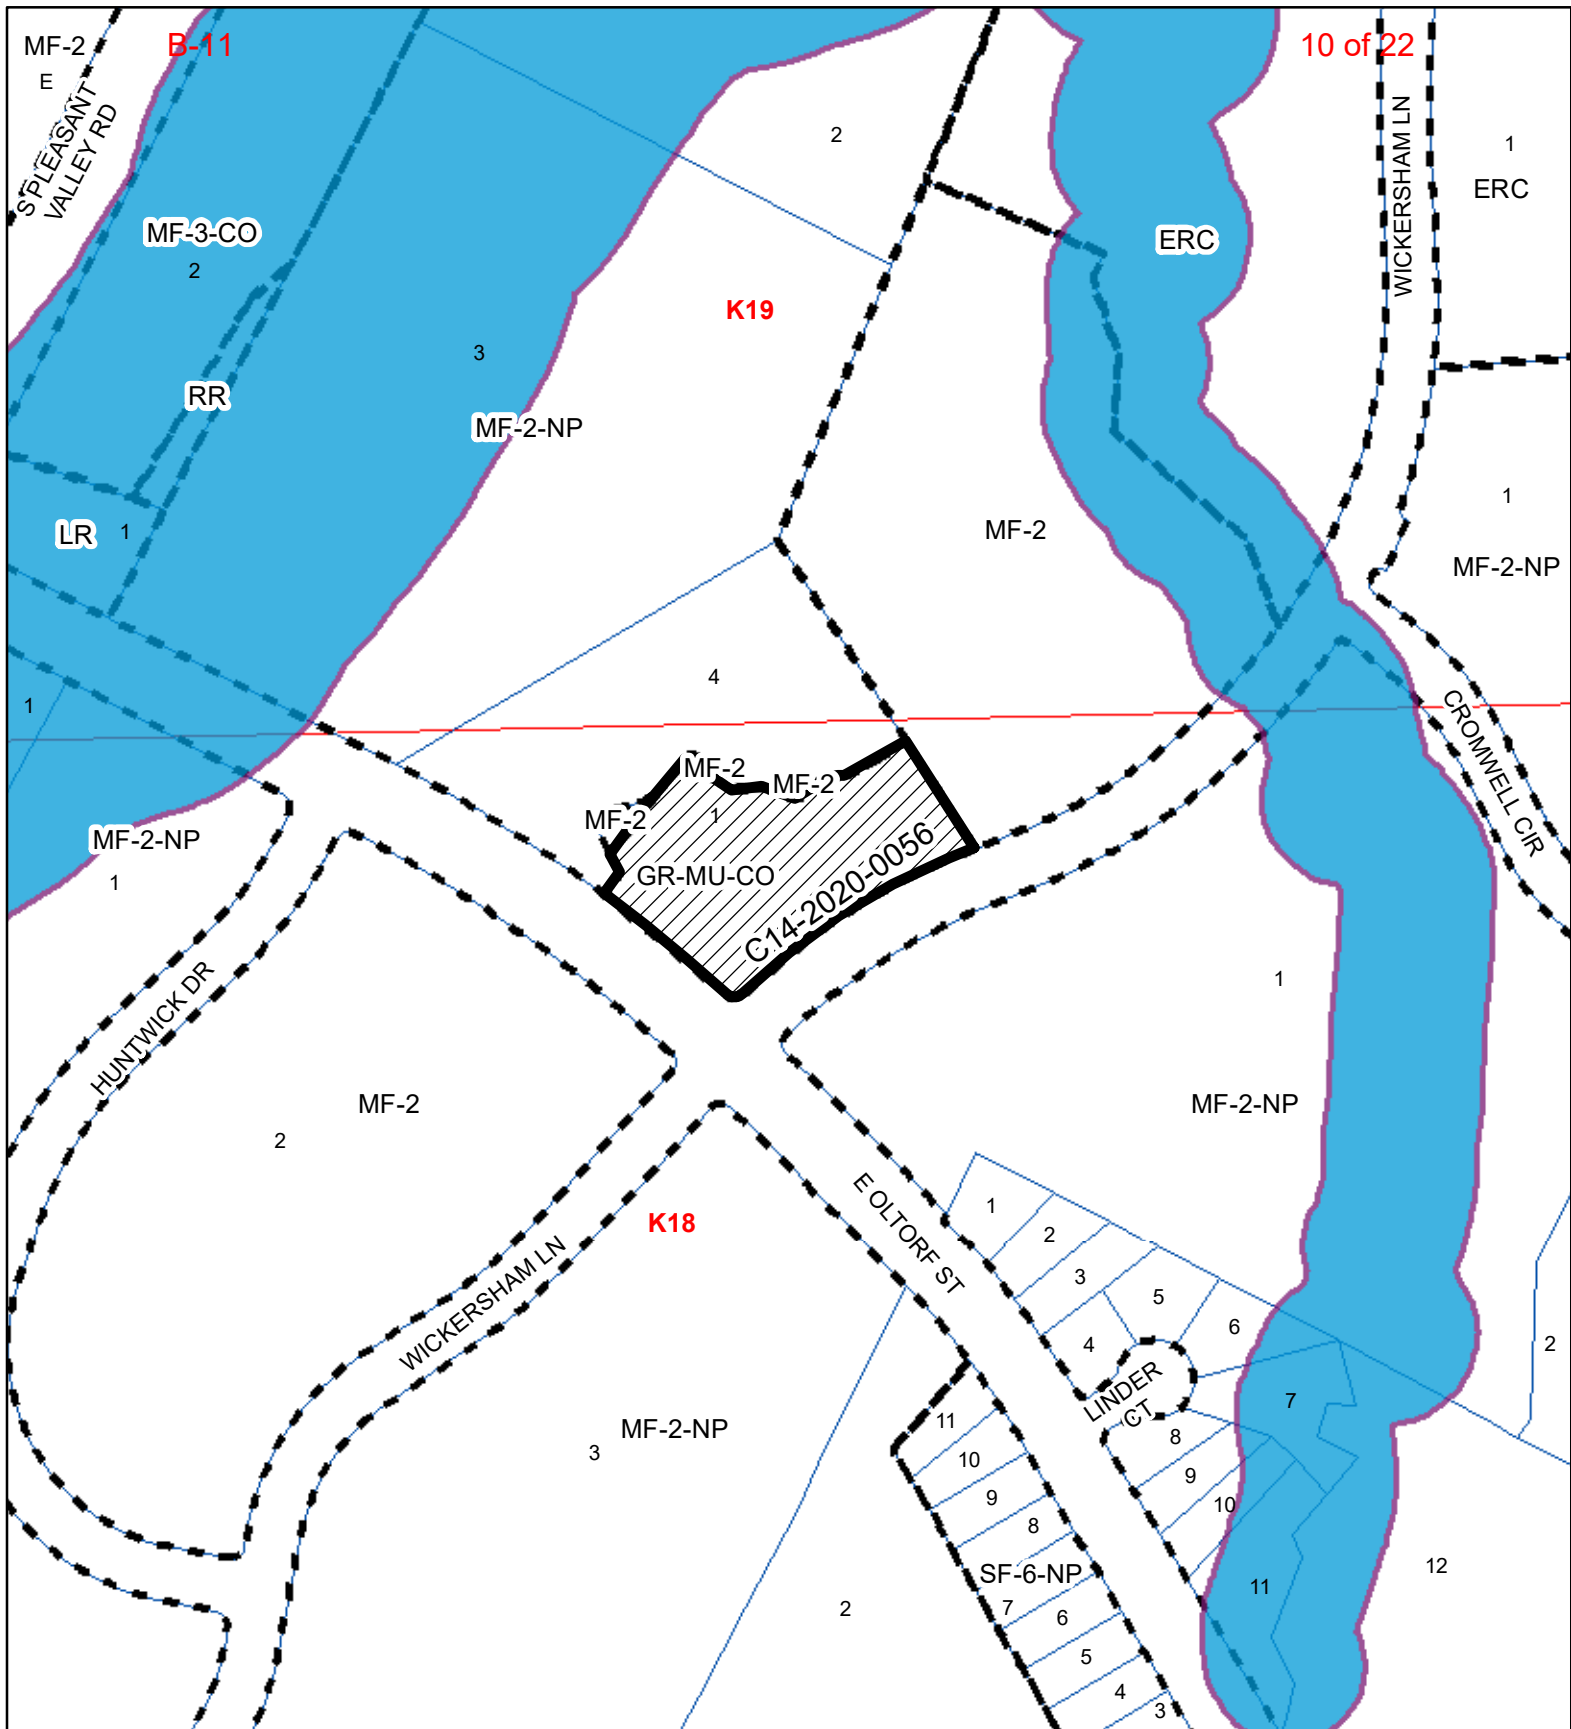 MF-2
B-11
10 of 22
E
S PLEASANT
VALLEY RD
WICKERSHAM LN
2
1
ERC
MF-3-CO
2
ERC
K19
3
RR
MF-2-NP
LR
1
MF-2
1
MF-2-NP
4
1
CROMWELL CIR
MF-2
MF-2
MF-2
1
MF-2-NP
1
GR-MU-CO
C14-2020-0056
HUNTWICK DR
1
MF-2
2
MF-2-NP
E OLTORF ST
K18
WICKERSHAM LN
1
2
3
4
5
6
2
LINDER
CT
7
8
9
10
11
12
MF-2-NP
3
11
10
9
8
SF-6-NP
7
6
5
4
3
2